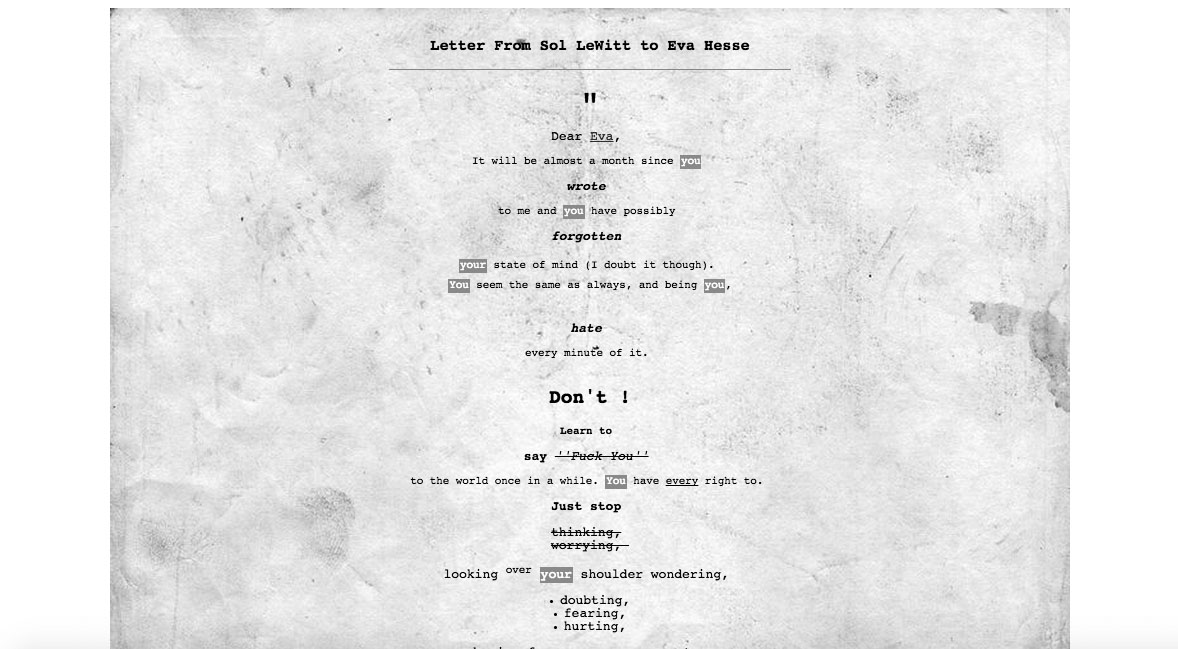 Letter From Sol LeWitt to Eva Hesse
"
Dear Eva,
It will be almost a month since you
wrote
to me and you have possibly
forgotten
your state of mind (I doubt it though).
You seem the same as always, and being you,
hate
every minute of it.
Don't !
Learn to
say ''Fuck You''
to the world once in a while. You have every right to.
Just stop
thinking,
worrying,
looking over your shoulder wondering,
• doubting,
• fearing,
• hurting,